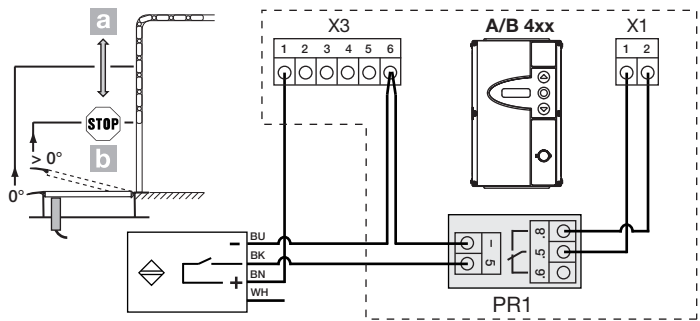 a
STOP
> 0°
b
0°
X3
1 2 3 4 5 6
A/B 4xx
X1
1 2
BU
–
BK
BN
+
WH
– 5
.8 .5 .6
PR1